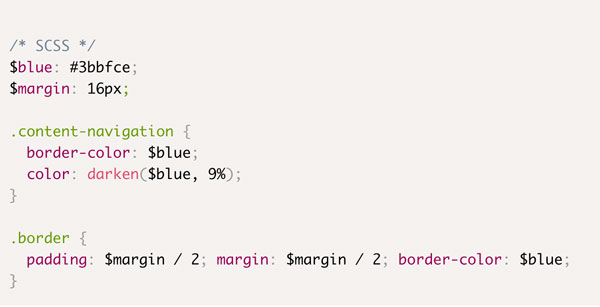 /* SCSS */
$blue: #3bbfce;
$margin: 16px;
.content-navigation {
border-color: $blue;
color: darken($blue, 9%);
}
.border {
padding: $margin / 2; margin: $margin / 2; border-color: $blue;
}